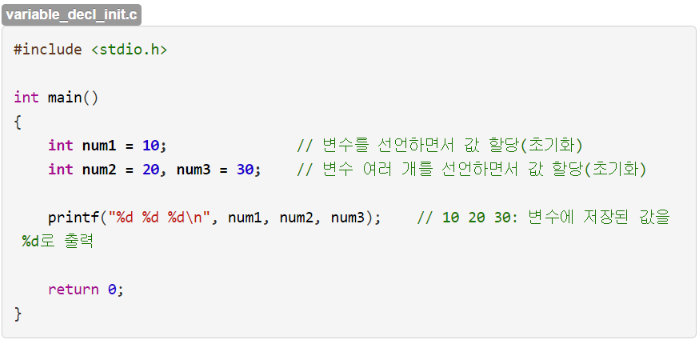 variable_decl_init.c
#include <stdio.h>
int main()
{
    int num1 = 10;                // 변수를 선언하면서 값 할당(초기화)
    int num2 = 20, num3 = 30;    // 변수 여러 개를 선언하면서 값 할당(초기화)
    printf("%d %d %d\n", num1, num2, num3);    // 10 20 30: 변수에 저장된 값을
%d로 출력
    return 0;
}